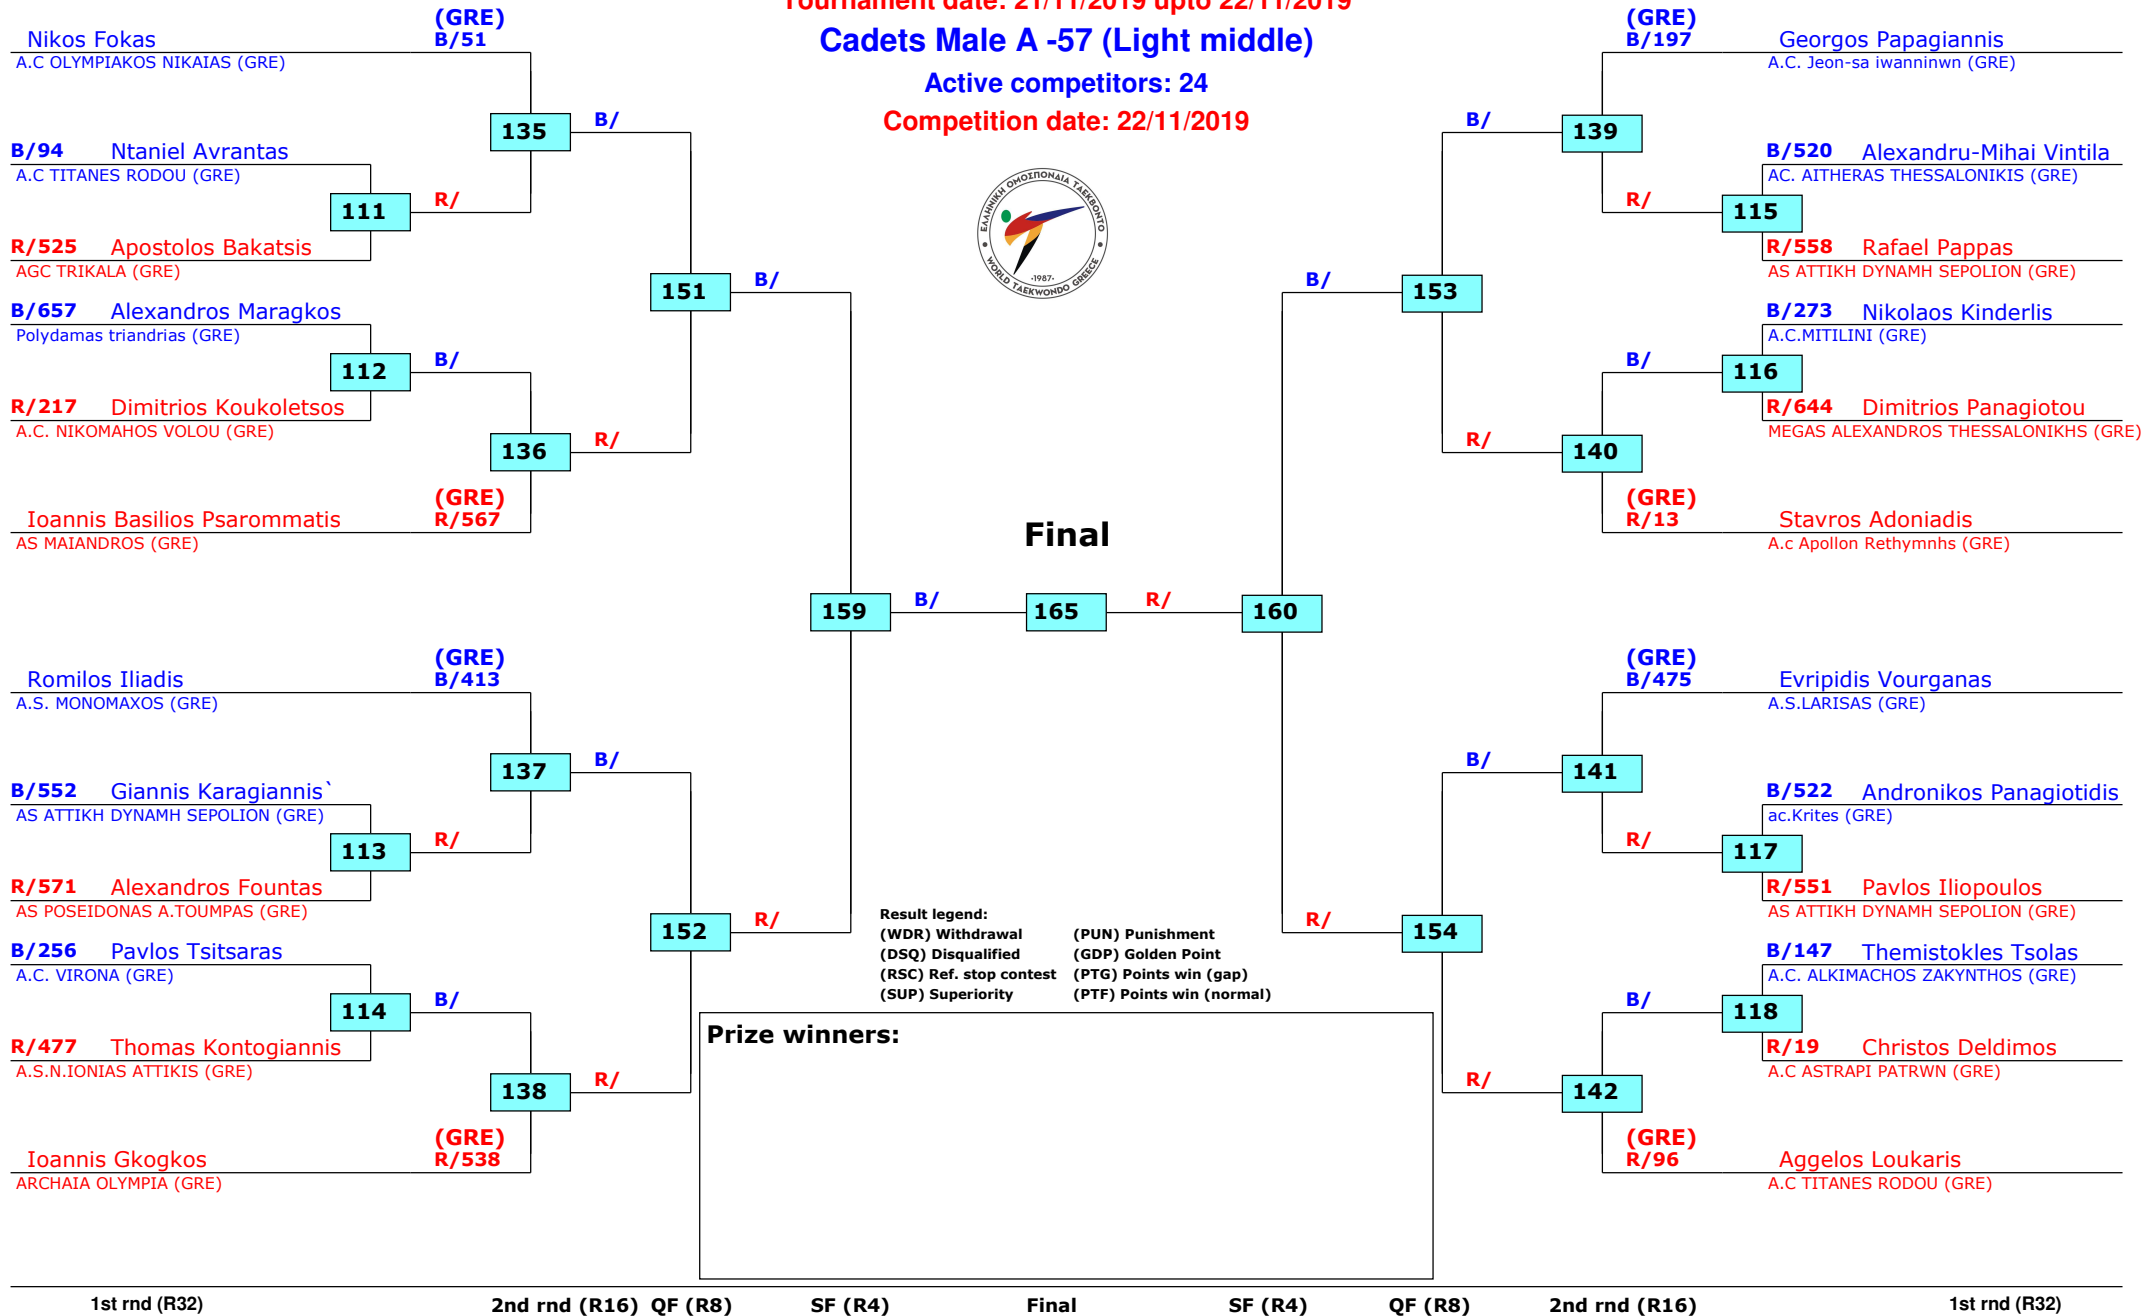 Tournament date: 21/11/2019 upto 22/11/2019
Cadets Male A -57 (Light middle)
Active competitors: 24
Competition date: 22/11/2019
ΕΛΛΗΝΙΚΗ ΟΜΟΣΠΟΝΔΙΑ ΤΑΕΚΒΟΝΤΟ
·1987·
WORLD TAEKWONDO GREECE
(GRE)
Nikos Fokas B/51
A.C OLYMPIAKOS NIKAIAS (GRE)
135 B/
B/94 Ntaniel Avrantas
A.C TITANES RODOU (GRE)
111 R/
R/525 Apostolos Bakatsis
AGC TRIKALA (GRE)
151 B/
B/657 Alexandros Maragkos
Polydamas triandrias (GRE)
112 B/
R/217 Dimitrios Koukoletsos
A.C. NIKOMAHOS VOLOU (GRE)
136 R/
(GRE)
Ioannis Basilios Psarommatis R/567
AS MAIANDROS (GRE)
159 B/
(GRE)
Romilos Iliadis B/413
A.S. MONOMAXOS (GRE)
137 B/
B/552 Giannis Karagiannis`
AS ATTIKH DYNAMH SEPOLION (GRE)
113 R/
R/571 Alexandros Fountas
AS POSEIDONAS A.TOUMPAS (GRE)
152 R/
B/256 Pavlos Tsitsaras
A.C. VIRONA (GRE)
114 B/
R/477 Thomas Kontogiannis
A.S.N.IONIAS ATTIKIS (GRE)
138 R/
(GRE)
Ioannis Gkogkos R/538
ARCHAIA OLYMPIA (GRE)
Final
165
(GRE)
B/197 Georgos Papagiannis
A.C. Jeon-sa iwanninwn (GRE)
B/ 139
B/520 Alexandru-Mihai Vintila
AC. AITHERAS THESSALONIKIS (GRE)
R/ 115
R/558 Rafael Pappas
AS ATTIKH DYNAMH SEPOLION (GRE)
B/ 153
B/273 Nikolaos Kinderlis
A.C.MITILINI (GRE)
B/ 116
R/644 Dimitrios Panagiotou
MEGAS ALEXANDROS THESSALONIKHS (GRE)
R/ 140
(GRE)
R/13 Stavros Adoniadis
A.c Apollon Rethymnhs (GRE)
R/ 160
(GRE)
B/475 Evripidis Vourganas
A.S.LARISAS (GRE)
B/ 141
B/522 Andronikos Panagiotidis
ac.Krites (GRE)
R/ 117
R/551 Pavlos Iliopoulos
AS ATTIKH DYNAMH SEPOLION (GRE)
R/ 154
B/147 Themistokles Tsolas
A.C. ALKIMACHOS ZAKYNTHOS (GRE)
B/ 118
R/19 Christos Deldimos
A.C ASTRAPI PATRWN (GRE)
R/ 142
(GRE)
R/96 Aggelos Loukaris
A.C TITANES RODOU (GRE)
Result legend:
(WDR) Withdrawal (PUN) Punishment
(DSQ) Disqualified (GDP) Golden Point
(RSC) Ref. stop contest (PTG) Points win (gap)
(SUP) Superiority (PTF) Points win (normal)
Prize winners:
1st rnd (R32) 2nd rnd (R16) QF (R8) SF (R4) Final SF (R4) QF (R8) 2nd rnd (R16) 1st rnd (R32)